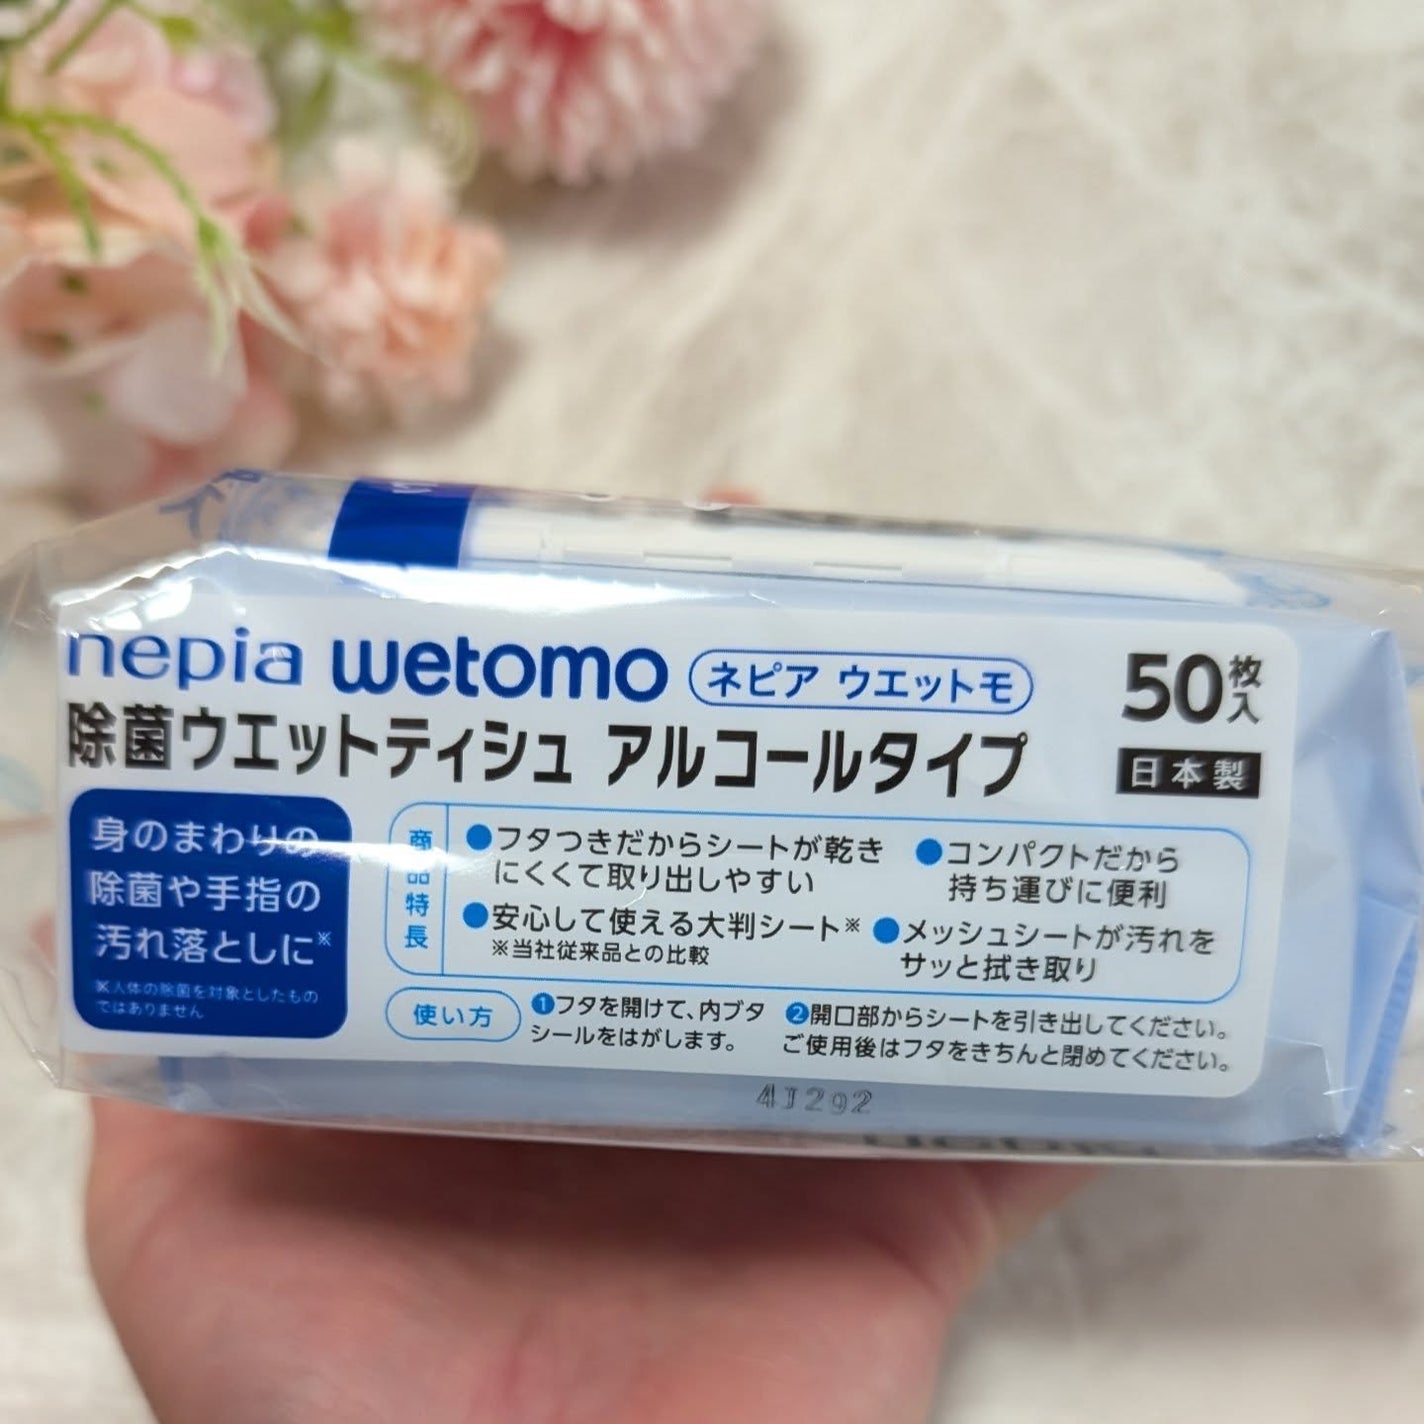 nepia wetomo ネピア ウエットモ
除菌ウエットティシュ アルコールタイプ
50枚入
日本製
身のまわりの
除菌や手指の
汚れ落としに※
※人体の除菌を対象としたもの
ではありません
商品特長
●フタつきだからシートが乾き
にくくて取り出しやすい
●安心して使える大判シート※
※当社従来品との比較
●コンパクトだから
持ち運びに便利
●メッシュシートが汚れを
サッと拭き取り
使い方
❶フタを開けて、内ブタ
シールをはがします。
❷開口部からシートを引き出してください。
ご使用後はフタをきちんと閉めてください。
4J292